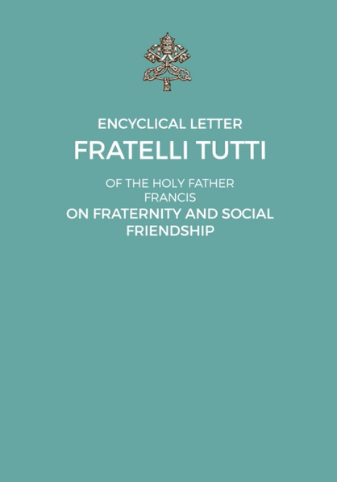 ENCYCLICAL LETTER
FRATELLI TUTTI
OF THE HOLY FATHER
FRANCIS
ON FRATERNITY AND SOCIAL
FRIENDSHIP